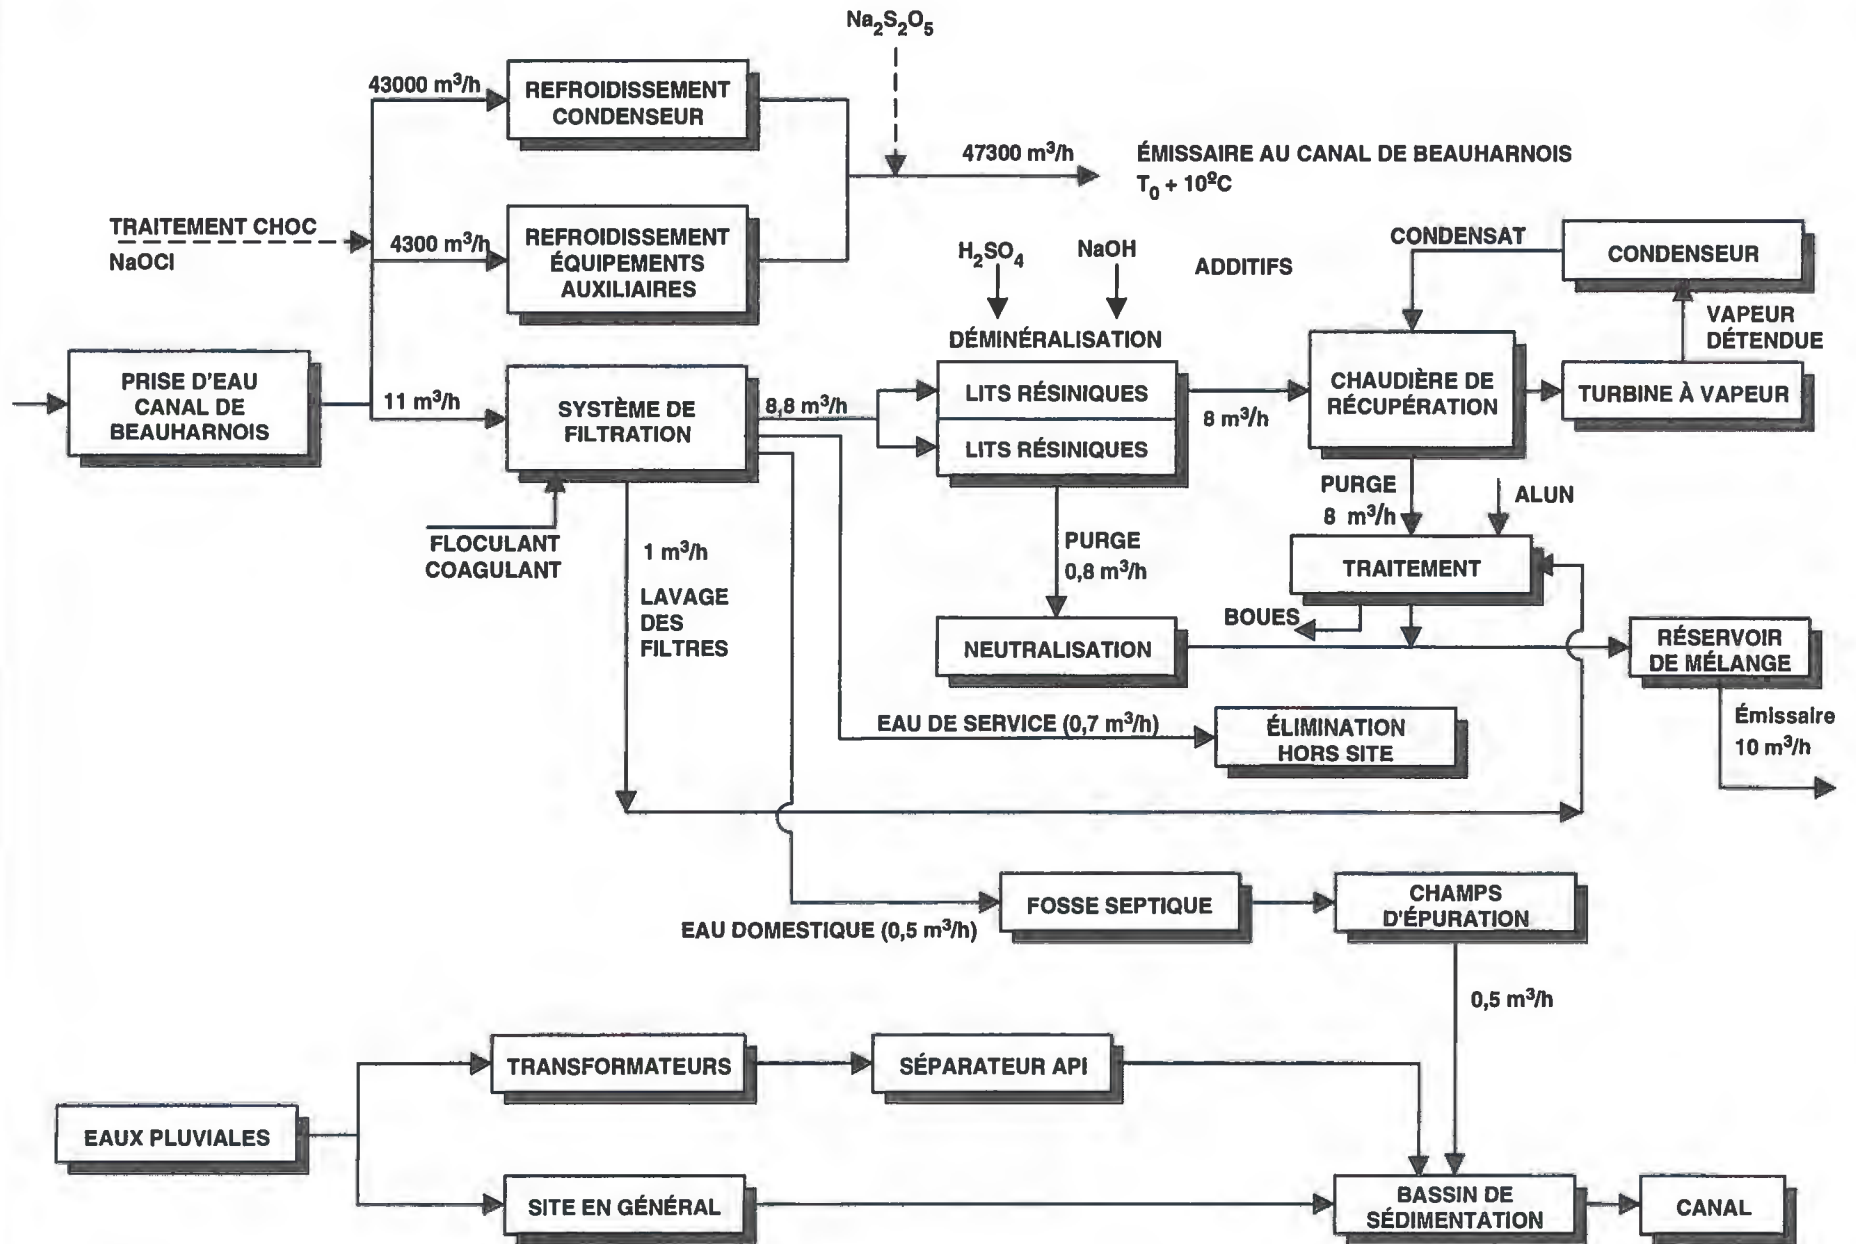 Na₂S₂O₅
43000 m³/h
REFROIDISSEMENT
CONDENSEUR
47300 m³/h
ÉMISSAIRE AU CANAL DE BEAUHARNOIS
T₀ + 10ºC
TRAITEMENT CHOC
NaOCl
4300 m³/h
REFROIDISSEMENT
ÉQUIPEMENTS
AUXILIAIRES
H₂SO₄
NaOH
ADDITIFS
CONDENSAT
CONDENSEUR
VAPEUR
DÉTENDUE
DÉMINÉRALISATION
PRISE D'EAU
CANAL DE
BEAUHARNOIS
11 m³/h
SYSTÈME DE
FILTRATION
8,8 m³/h
LITS RÉSINIQUES
LITS RÉSINIQUES
8 m³/h
CHAUDIÈRE DE
RÉCUPÉRATION
TURBINE À VAPEUR
FLOCULANT
COAGULANT
1 m³/h
LAVAGE
DES
FILTRES
PURGE
0,8 m³/h
PURGE
8 m³/h
ALUN
TRAITEMENT
BOUES
NEUTRALISATION
RÉSERVOIR
DE MÉLANGE
EAU DE SERVICE (0,7 m³/h)
ÉLIMINATION
HORS SITE
Émissaire
10 m³/h
EAU DOMESTIQUE (0,5 m³/h)
FOSSE SEPTIQUE
CHAMPS
D'ÉPURATION
0,5 m³/h
EAUX PLUVIALES
TRANSFORMATEURS
SÉPARATEUR API
SITE EN GÉNÉRAL
BASSIN DE
SÉDIMENTATION
CANAL